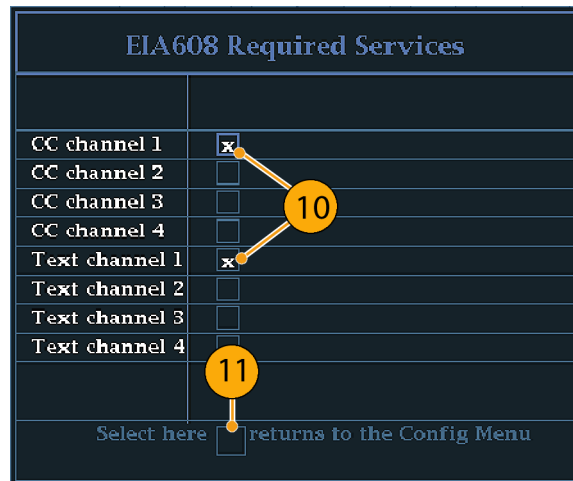 EIA608 Required Services
CC channel 1 x
CC channel 2
CC channel 3
CC channel 4
10
Text channel 1 x
Text channel 2
Text channel 3
Text channel 4
11
Select here returns to the Config Menu